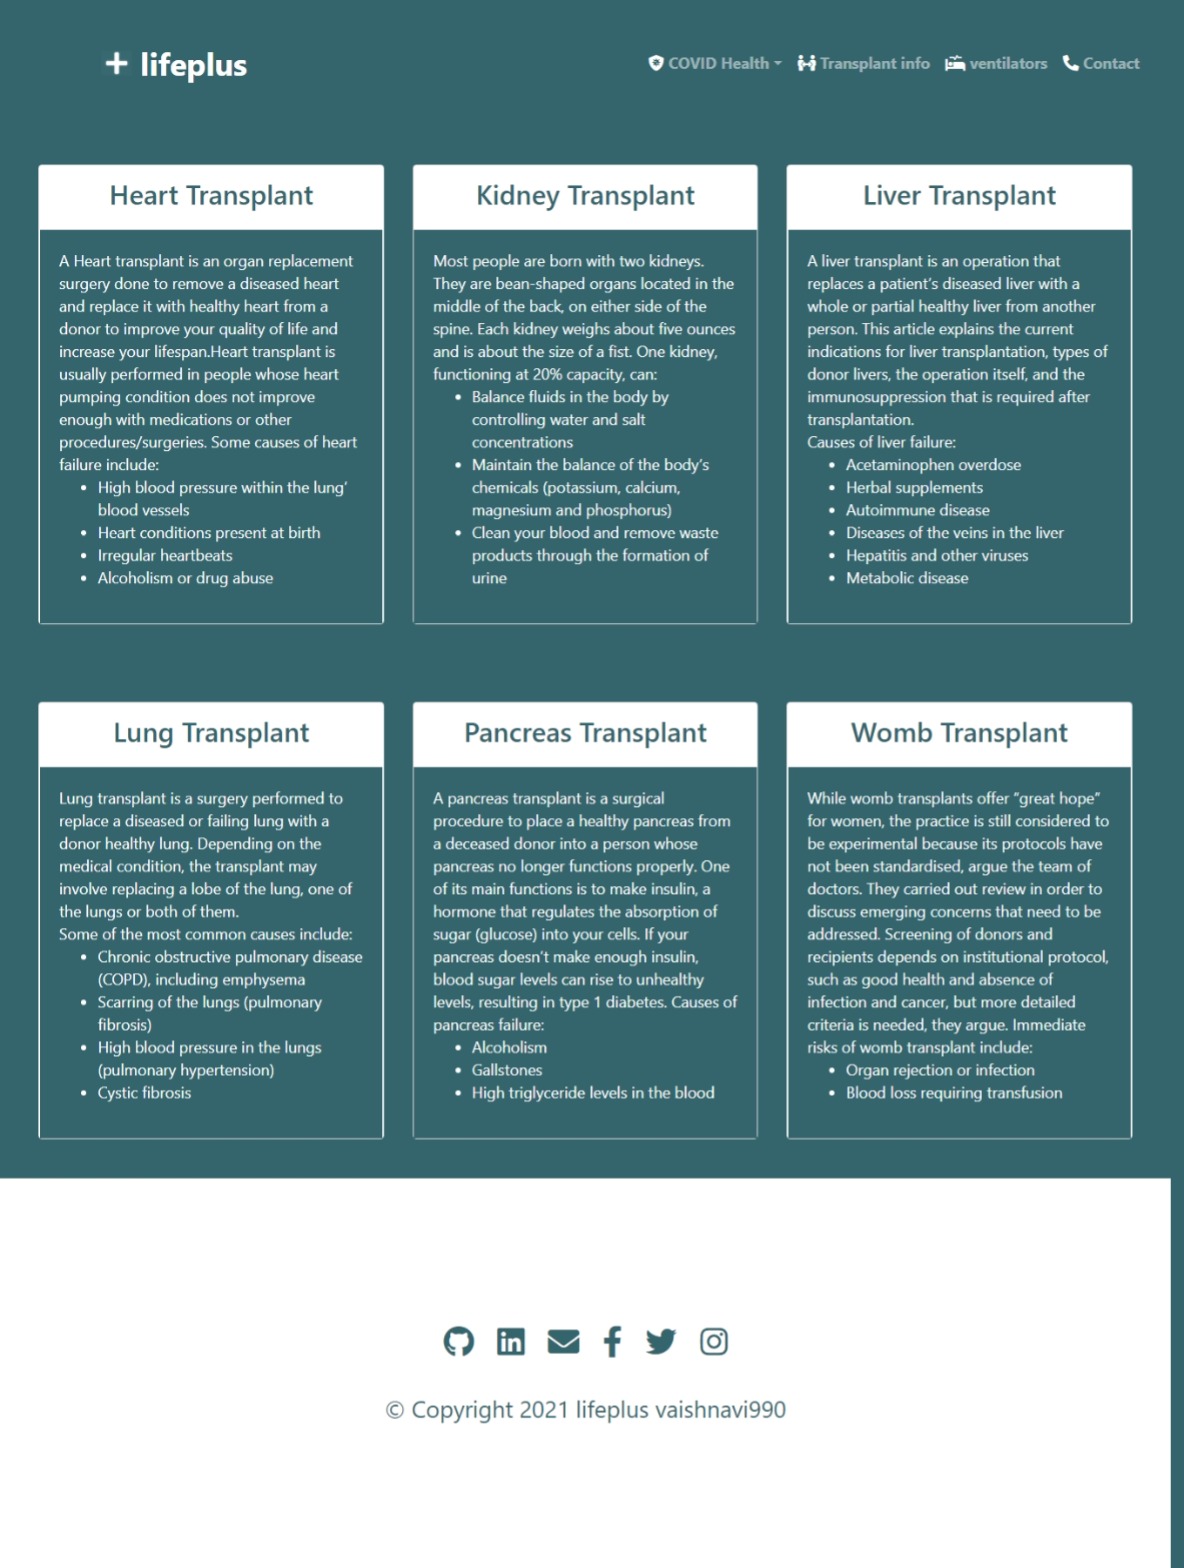 lifeplus
COVID Health
Transplant info
ventilators
Contact
Heart Transplant
A Heart transplant is an organ replacement
surgery done to remove a diseased heart
and replace it with healthy heart from a
donor to improve your quality of life and
increase your lifespan.Heart transplant is
usually performed in people whose heart
pumping condition does not improve
enough with medications or other
procedures/surgeries. Some causes of heart
failure include:
• High blood pressure within the lung’
blood vessels
• Heart conditions present at birth
• Irregular heartbeats
• Alcoholism or drug abuse
Kidney Transplant
Most people are born with two kidneys.
They are bean-shaped organs located in the
middle of the back, on either side of the
spine. Each kidney weighs about five ounces
and is about the size of a fist. One kidney,
functioning at 20% capacity, can:
• Balance fluids in the body by
controlling water and salt
concentrations
• Maintain the balance of the body’s
chemicals (potassium, calcium,
magnesium and phosphorus)
• Clean your blood and remove waste
products through the formation of
urine
Liver Transplant
A liver transplant is an operation that
replaces a patient’s diseased liver with a
whole or partial healthy liver from another
person. This article explains the current
indications for liver transplantation, types of
donor livers, the operation itself, and the
immunosuppression that is required after
transplantation.
Causes of liver failure:
• Acetaminophen overdose
• Herbal supplements
• Autoimmune disease
• Diseases of the veins in the liver
• Hepatitis and other viruses
• Metabolic disease
Lung Transplant
Lung transplant is a surgery performed to
replace a diseased or failing lung with a
donor healthy lung. Depending on the
medical condition, the transplant may
involve replacing a lobe of the lung, one of
the lungs or both of them.
Some of the most common causes include:
• Chronic obstructive pulmonary disease
(COPD), including emphysema
• Scarring of the lungs (pulmonary
fibrosis)
• High blood pressure in the lungs
(pulmonary hypertension)
• Cystic fibrosis
Pancreas Transplant
A pancreas transplant is a surgical
procedure to place a healthy pancreas from
a deceased donor into a person whose
pancreas no longer functions properly. One
of its main functions is to make insulin, a
hormone that regulates the absorption of
sugar (glucose) into your cells. If your
pancreas doesn't make enough insulin,
blood sugar levels can rise to unhealthy
levels, resulting in type 1 diabetes. Causes of
pancreas failure:
• Alcoholism
• Gallstones
• High triglyceride levels in the blood
Womb Transplant
While womb transplants offer “great hope”
for women, the practice is still considered to
be experimental because its protocols have
not been standardised, argue the team of
doctors. They carried out review in order to
discuss emerging concerns that need to be
addressed. Screening of donors and
recipients depends on institutional protocol,
such as good health and absence of
infection and cancer, but more detailed
criteria is needed, they argue. Immediate
risks of womb transplant include:
• Organ rejection or infection
• Blood loss requiring transfusion
© Copyright 2021 lifeplus vaishnavi990